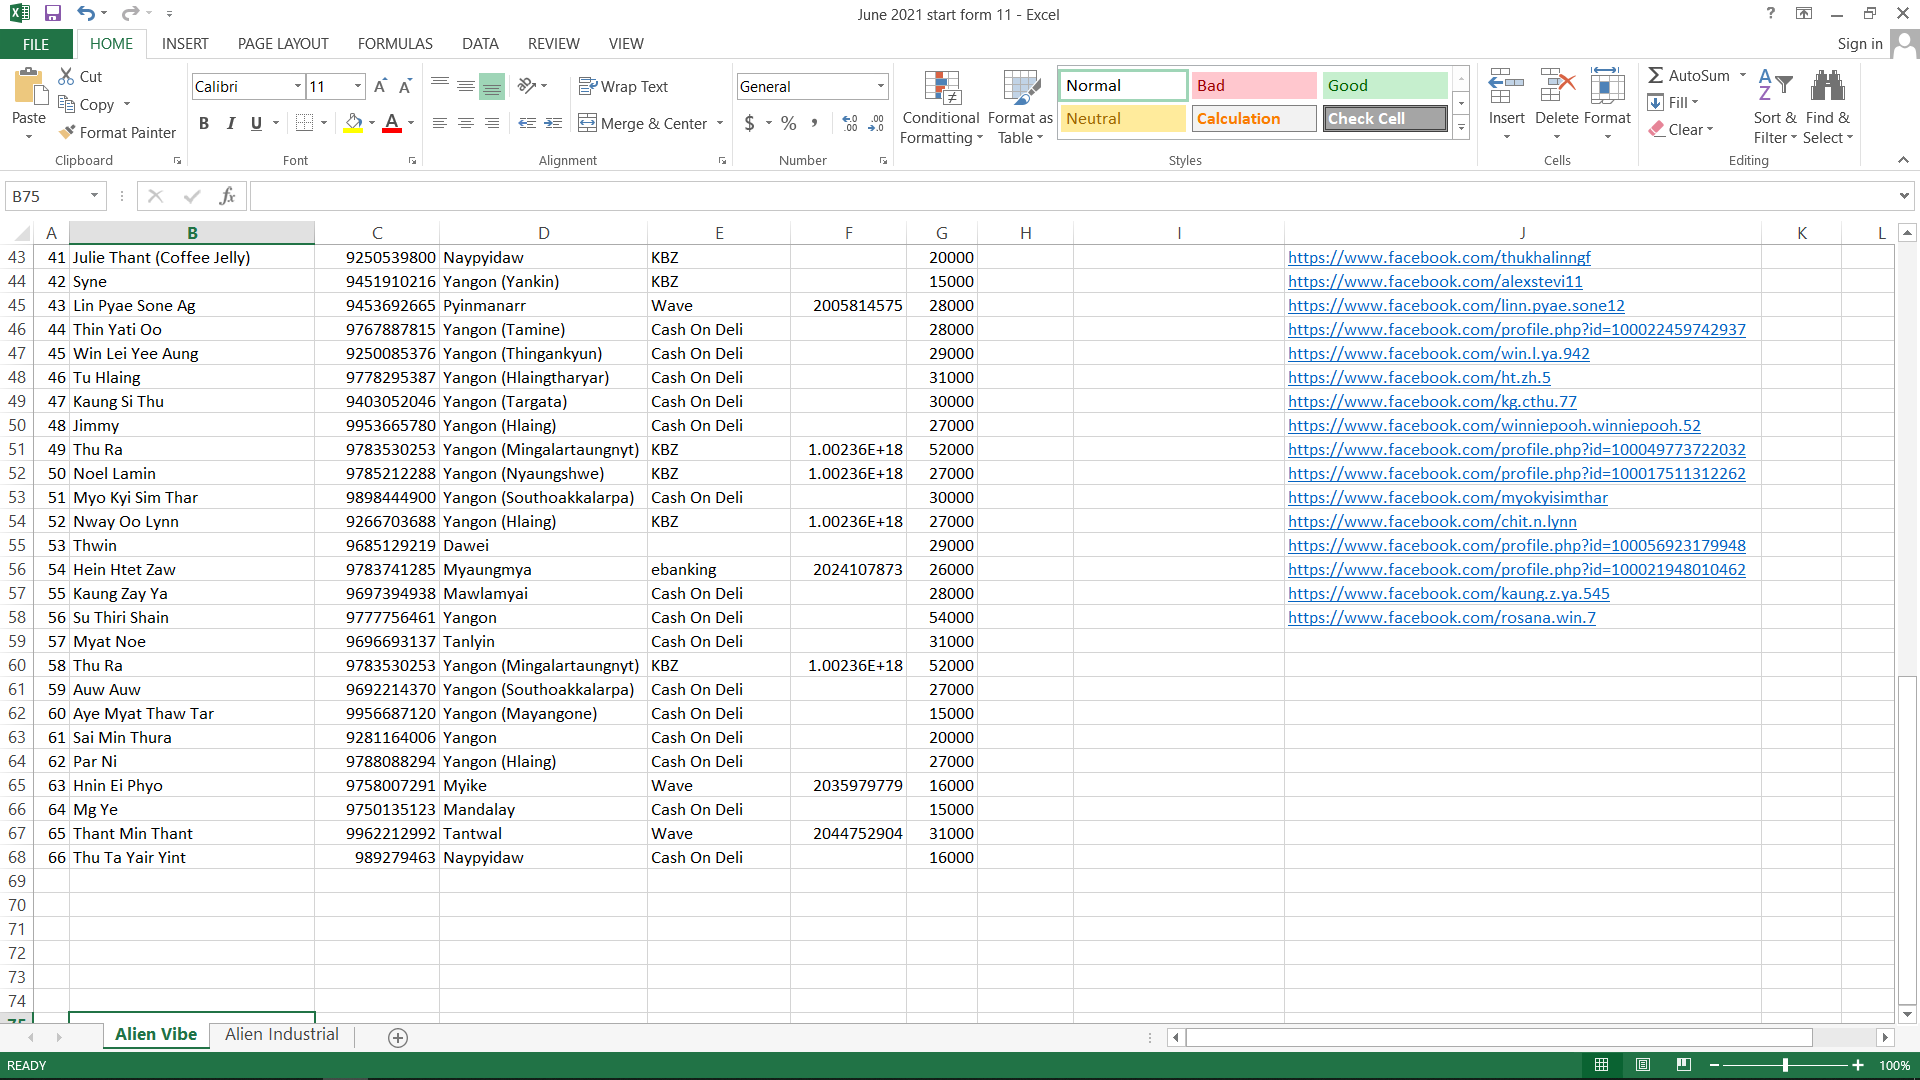 June 2021 start form 11 - Excel
FILE HOME INSERT PAGE LAYOUT FORMULAS DATA REVIEW VIEW Sign in
Paste Cut Copy Format Painter Clipboard
Calibri 11 B I U A A A Font
Wrap Text Merge & Center Alignment
General $ % , Number
Conditional Formatting Format as Table
Normal Bad Good
Neutral Calculation Check Cell
Styles
Insert Delete Format Cells
AutoSum Fill Clear Sort & Filter Find & Select Editing
B75 fx
A B C D E F G H I J K L
43 41 Julie Thant (Coffee Jelly) 9250539800 Naypyidaw KBZ 20000 https://www.facebook.com/thukhalinngf
44 42 Syne 9451910216 Yangon (Yankin) KBZ 15000 https://www.facebook.com/alexstevi11
45 43 Lin Pyae Sone Ag 9453692665 Pyinmanarr Wave 2005814575 28000 https://www.facebook.com/linn.pyae.sone12
46 44 Thin Yati Oo 9767887815 Yangon (Tamine) Cash On Deli 28000 https://www.facebook.com/profile.php?id=100022459742937
47 45 Win Lei Yee Aung 9250085376 Yangon (Thingankyun) Cash On Deli 29000 https://www.facebook.com/win.l.ya.942
48 46 Tu Hlaing 9778295387 Yangon (Hlaingtharyar) Cash On Deli 31000 https://www.facebook.com/ht.zh.5
49 47 Kaung Si Thu 9403052046 Yangon (Targata) Cash On Deli 30000 https://www.facebook.com/kg.cthu.77
50 48 Jimmy 9953665780 Yangon (Hlaing) Cash On Deli 27000 https://www.facebook.com/winniepooh.winniepooh.52
51 49 Thu Ra 9783530253 Yangon (Mingalartaungnyt) KBZ 1.00236E+18 52000 https://www.facebook.com/profile.php?id=100049773722032
52 50 Noel Lamin 9785212288 Yangon (Nyaungshwe) KBZ 1.00236E+18 27000 https://www.facebook.com/profile.php?id=100017511312262
53 51 Myo Kyi Sim Thar 9898444900 Yangon (Southoakkalarpa) Cash On Deli 30000 https://www.facebook.com/myokyisimthar
54 52 Nway Oo Lynn 9266703688 Yangon (Hlaing) KBZ 1.00236E+18 27000 https://www.facebook.com/chit.n.lynn
55 53 Thwin 9685129219 Dawei 29000 https://www.facebook.com/profile.php?id=100056923179948
56 54 Hein Htet Zaw 9783741285 Myaungmya ebanking 2024107873 26000 https://www.facebook.com/profile.php?id=100021948010462
57 55 Kaung Zay Ya 9697394938 Mawlamyai Cash On Deli 28000 https://www.facebook.com/kaung.z.ya.545
58 56 Su Thiri Shain 9777756461 Yangon Cash On Deli 54000 https://www.facebook.com/rosana.win.7
59 57 Myat Noe 9696693137 Tanlyin Cash On Deli 31000
60 58 Thu Ra 9783530253 Yangon (Mingalartaungnyt) KBZ 1.00236E+18 52000
61 59 Auw Auw 9692214370 Yangon (Southoakkalarpa) Cash On Deli 27000
62 60 Aye Myat Thaw Tar 9956687120 Yangon (Mayangone) Cash On Deli 15000
63 61 Sai Min Thura 9281164006 Yangon Cash On Deli 20000
64 62 Par Ni 9788088294 Yangon (Hlaing) Cash On Deli 27000
65 63 Hnin Ei Phyo 9758007291 Myike Wave 2035979779 16000
66 64 Mg Ye 9750135123 Mandalay Cash On Deli 15000
67 65 Thant Min Thant 9962212992 Tantwal Wave 2044752904 31000
68 66 Thu Ta Yair Yint 989279463 Naypyidaw Cash On Deli 16000
69
70
71
72
73
74
75
Alien Vibe Alien Industrial
READY 100%